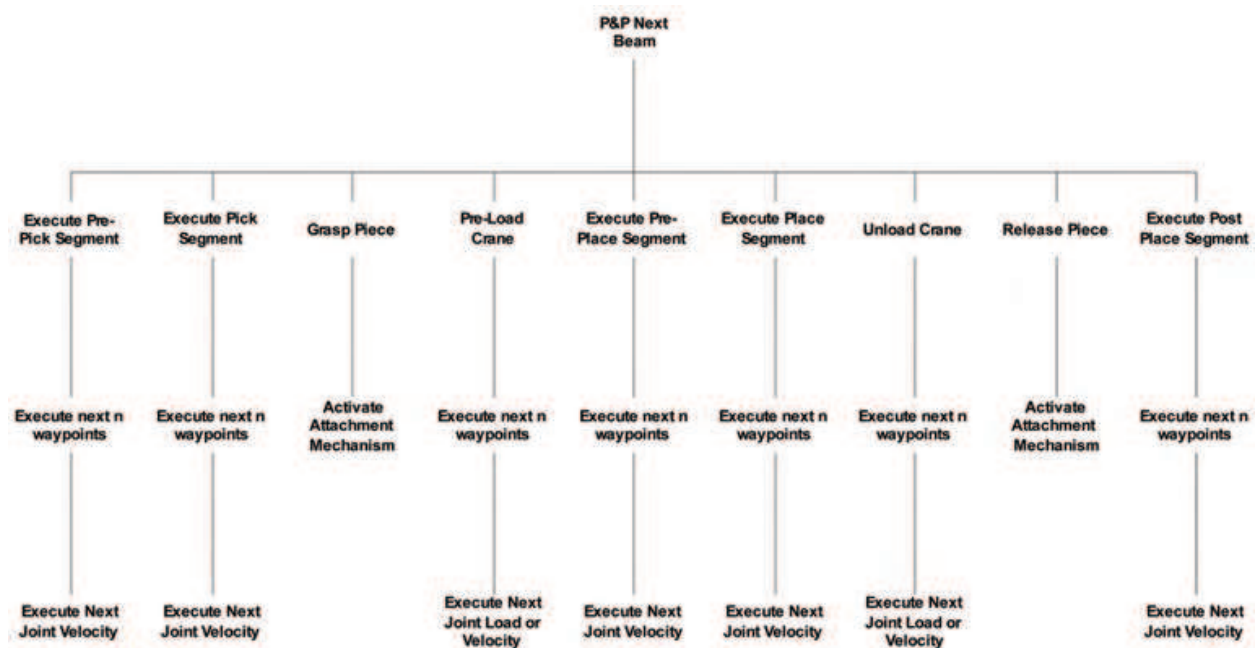 P&P Next
Beam
Execute Pre-
Pick Segment
Execute Pick
Segment
Grasp Piece
Pre-Load
Crane
Execute Pre-
Place Segment
Execute Place
Segment
Unload Crane
Release Piece
Execute Post
Place Segment
Execute next n
waypoints
Execute next n
waypoints
Activate
Attachment
Mechanism
Execute next n
waypoints
Execute next n
waypoints
Execute next n
waypoints
Execute next n
waypoints
Activate
Attachment
Mechanism
Execute next n
waypoints
Execute Next
Joint Velocity
Execute Next
Joint Velocity
Execute Next
Joint Load or
Velocity
Execute Next
Joint Velocity
Execute Next
Joint Velocity
Execute Next
Joint Load or
Velocity
Execute Next
Joint Velocity